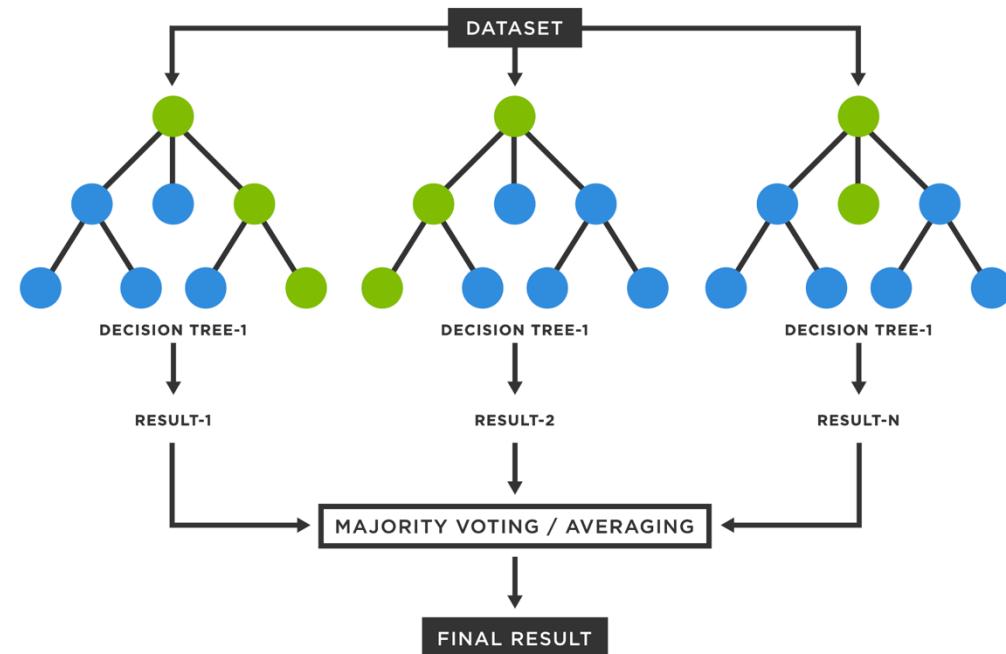 DATASET
DECISION TREE-1
DECISION TREE-1
DECISION TREE-1
RESULT-1
RESULT-2
RESULT-N
MAJORITY VOTING / AVERAGING
FINAL RESULT